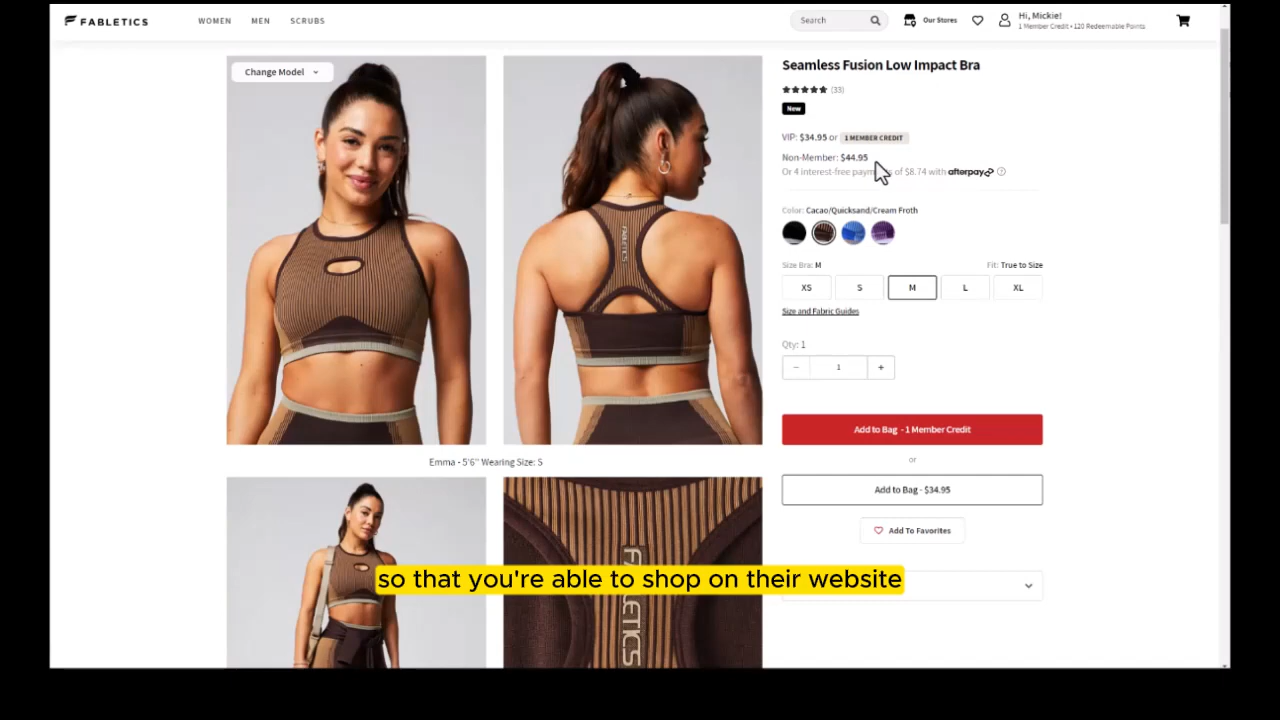 FABLETICS
WOMEN MEN SCRUBS
Search
Our Stores
Hi, Mickie!
1 Member Credit • 120 Redeemable Points
Change Model
Seamless Fusion Low Impact Bra
(33)
New
VIP: $34.95 or 1 MEMBER CREDIT
Non-Member: $44.95
Or 4 interest-free paym of $8.74 with afterpay
Color: Cacao/Quicksand/Cream Froth
Size Bra: M Fit: True to Size
XS S M L XL
Size and Fabric Guides
Qty: 1
1
Add to Bag - 1 Member Credit
or
Add to Bag - $34.95
Add To Favorites
Emma - 5'6" Wearing Size: S
FABLETICS
so that you're able to shop on their website